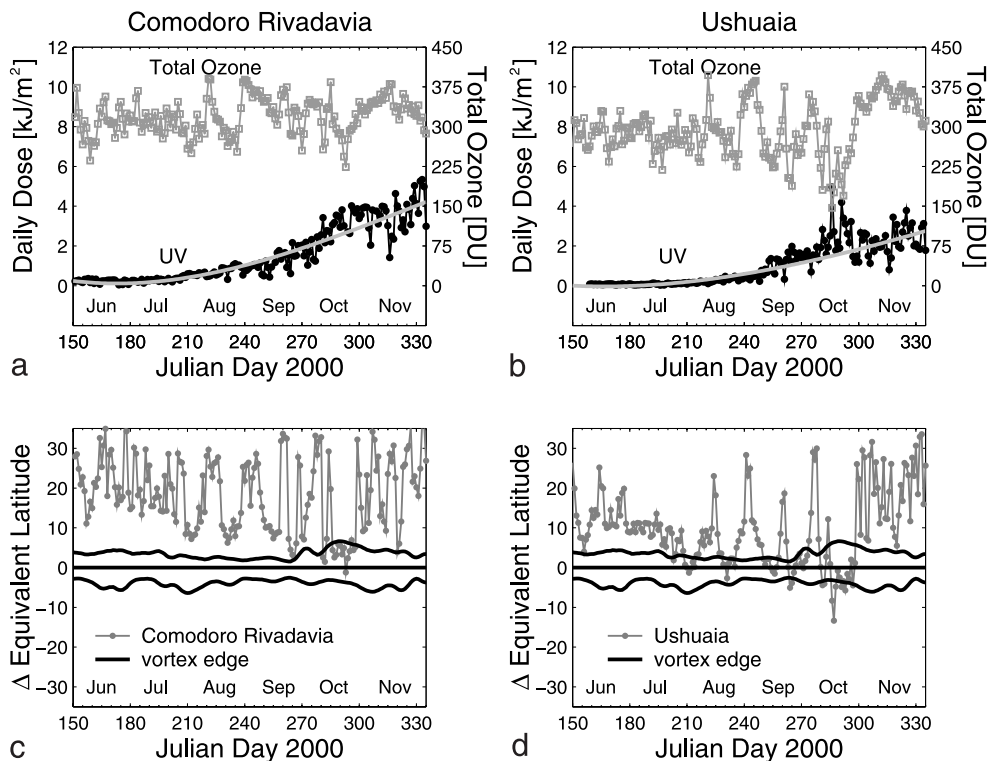 Comodoro Rivadavia
Daily Dose [kJ/m²]
12
10
8
6
4
2
0
Total Ozone
UV
Jun Jul Aug Sep Oct Nov
450
375
300
225
150
75
0
Total Ozone [DU]
150 180 210 240 270 300 330
Julian Day 2000
a
Ushuaia
Daily Dose [kJ/m²]
12
10
8
6
4
2
0
Total Ozone
UV
Jun Jul Aug Sep Oct Nov
450
375
300
225
150
75
0
Total Ozone [DU]
150 180 210 240 270 300 330
Julian Day 2000
b
Δ Equivalent Latitude
30
20
10
0
−10
−20
−30
Comodoro Rivadavia
vortex edge
Jun Jul Aug Sep Oct Nov
150 180 210 240 270 300 330
Julian Day 2000
c
Δ Equivalent Latitude
30
20
10
0
−10
−20
−30
Ushuaia
vortex edge
Jun Jul Aug Sep Oct Nov
150 180 210 240 270 300 330
Julian Day 2000
d